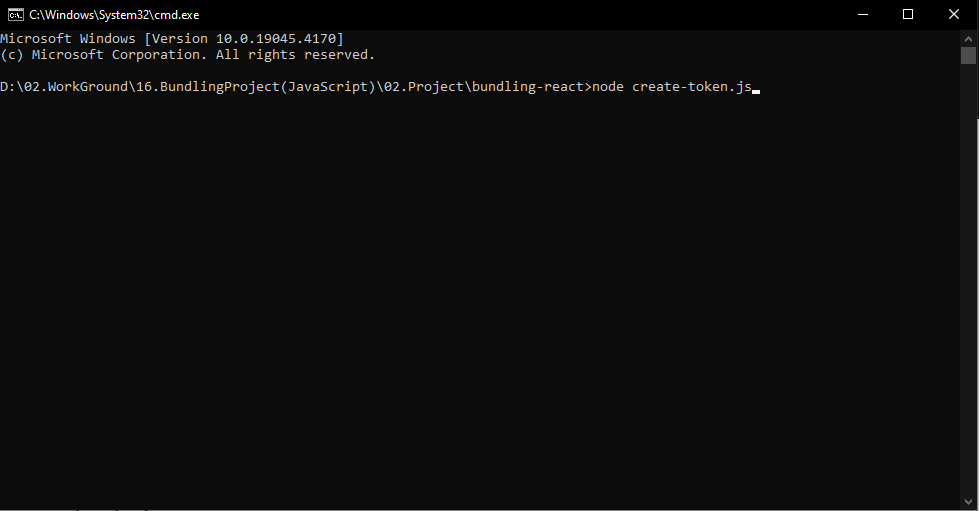 C:\Windows\System32\cmd.exe
Microsoft Windows [Version 10.0.19045.4170]
(c) Microsoft Corporation. All rights reserved.
D:\02.WorkGround\16.BundlingProject(JavaScript)\02.Project\bundling-react>node create-token.js